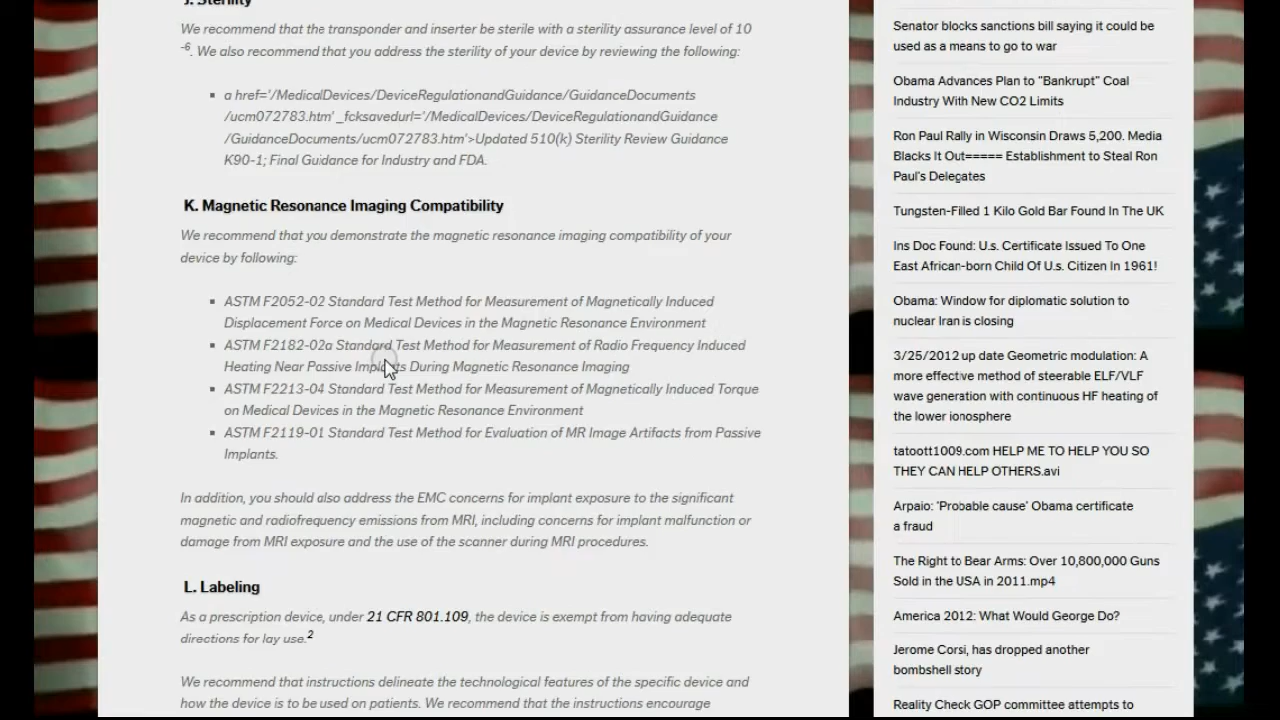 J. Sterility
We recommend that the transponder and inserter be sterile with a sterility assurance level of 10
-6. We also recommend that you address the sterility of your device by reviewing the following:
a href='/MedicalDevices/DeviceRegulationandGuidance/GuidanceDocuments
/ucm072783.htm' _fcksavedurl='/MedicalDevices/DeviceRegulationandGuidance
/GuidanceDocuments/ucm072783.htm'>Updated 510(k) Sterility Review Guidance
K90-1; Final Guidance for Industry and FDA.
K. Magnetic Resonance Imaging Compatibility
We recommend that you demonstrate the magnetic resonance imaging compatibility of your
device by following:
ASTM F2052-02 Standard Test Method for Measurement of Magnetically Induced
Displacement Force on Medical Devices in the Magnetic Resonance Environment
ASTM F2182-02a Standard Test Method for Measurement of Radio Frequency Induced
Heating Near Passive Implants During Magnetic Resonance Imaging
ASTM F2213-04 Standard Test Method for Measurement of Magnetically Induced Torque
on Medical Devices in the Magnetic Resonance Environment
ASTM F2119-01 Standard Test Method for Evaluation of MR Image Artifacts from Passive
Implants.
In addition, you should also address the EMC concerns for implant exposure to the significant
magnetic and radiofrequency emissions from MRI, including concerns for implant malfunction or
damage from MRI exposure and the use of the scanner during MRI procedures.
L. Labeling
As a prescription device, under 21 CFR 801.109, the device is exempt from having adequate
directions for lay use.2
We recommend that instructions delineate the technological features of the specific device and
how the device is to be used on patients. We recommend that the instructions encourage
Senator blocks sanctions bill saying it could be
used as a means to go to war
Obama Advances Plan to "Bankrupt" Coal
Industry With New CO2 Limits
Ron Paul Rally in Wisconsin Draws 5,200. Media
Blacks It Out===== Establishment to Steal Ron
Paul's Delegates
Tungsten-Filled 1 Kilo Gold Bar Found In The UK
Ins Doc Found: U.s. Certificate Issued To One
East African-born Child Of U.s. Citizen In 1961!
Obama: Window for diplomatic solution to
nuclear Iran is closing
3/25/2012 up date Geometric modulation: A
more effective method of steerable ELF/VLF
wave generation with continuous HF heating of
the lower ionosphere
tatoott1009.com HELP ME TO HELP YOU SO
THEY CAN HELP OTHERS.avi
Arpaio: 'Probable cause' Obama certificate
a fraud
The Right to Bear Arms: Over 10,800,000 Guns
Sold in the USA in 2011.mp4
America 2012: What Would George Do?
Jerome Corsi, has dropped another
bombshell story
Reality Check GOP committee attempts to